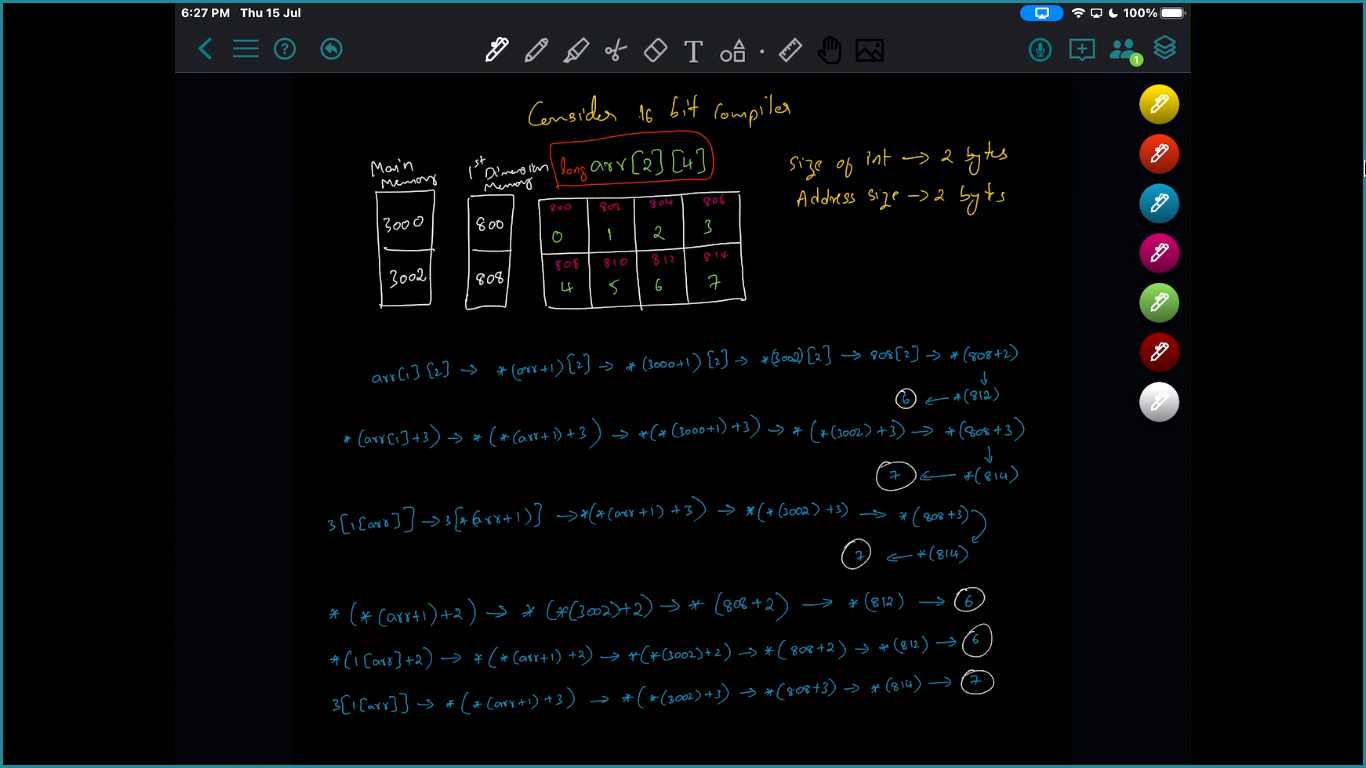 6:27 PM Thu 15 Jul 100%
T
1
Consider 16 bit compiler
long arr[2][4]
Main Memory
1st Dimension Memory
Size of int → 2 bytes
Address size → 2 bytes
3000 800 800 802 804 806
0 1 2 3
3002 808 808 810 812 814
4 5 6 7
arr[1][2] → *(arr+1)[2] → *(3000+1)[2] → *(3002)[2] → 808[2] → *(808+2)
↓
6 ← *(812)
*(arr[1]+3) → *(*(arr+1)+3) → *(*(3000+1)+3) → *(*(3002)+3) → *(808+3)
↓
7 ← *(814)
3[1[arr]] → 3[*(arr+1)] → *(*(arr+1)+3) → *(*(3002)+3) → *(808+3)
7 ← *(814)
*(*(arr+1)+2) → *(*(3002)+2) → *(808+2) → *(812) → 6
*(1[arr]+2) → *(*(arr+1)+2) → *(*(3002)+2) → *(808+2) → *(812) → 6
3[1[arr]] → *(*(arr+1)+3) → *(*(3002)+3) → *(808+3) → *(814) → 7